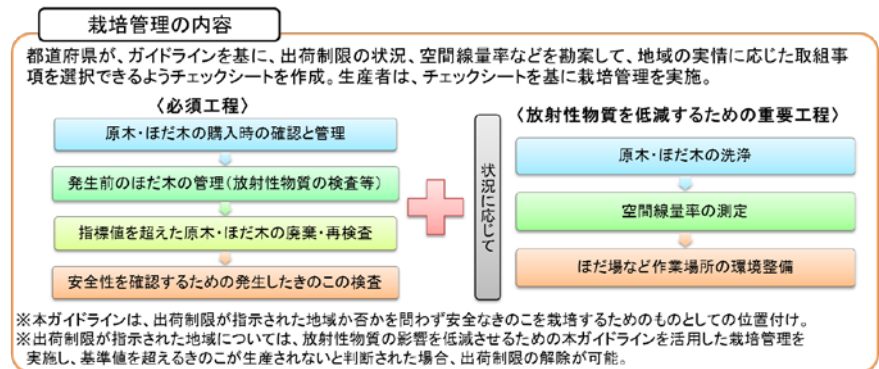 栽培管理の内容
都道府県が、ガイドラインを基に、出荷制限の状況、空間線量率などを勘案して、地域の実情に応じた取組事
項を選択できるようチェックシートを作成。生産者は、チェックシートを基に栽培管理を実施。
〈必須工程〉
原木・ほだ木の購入時の確認と管理
発生前のほだ木の管理(放射性物質の検査等)
指標値を超えた原木・ほだ木の廃棄・再検査
安全性を確認するための発生したきのこの検査
状況に応じて
〈放射性物質を低減するための重要工程〉
原木・ほだ木の洗浄
空間線量率の測定
ほだ場など作業場所の環境整備
※本ガイドラインは、出荷制限が指示された地域か否かを問わず安全なきのこを栽培するためのものとしての位置付け。
※出荷制限が指示された地域については、放射性物質の影響を低減させるための本ガイドラインを活用した栽培管理を
実施し、基準値を超えるきのこが生産されないと判断された場合、出荷制限の解除が可能。